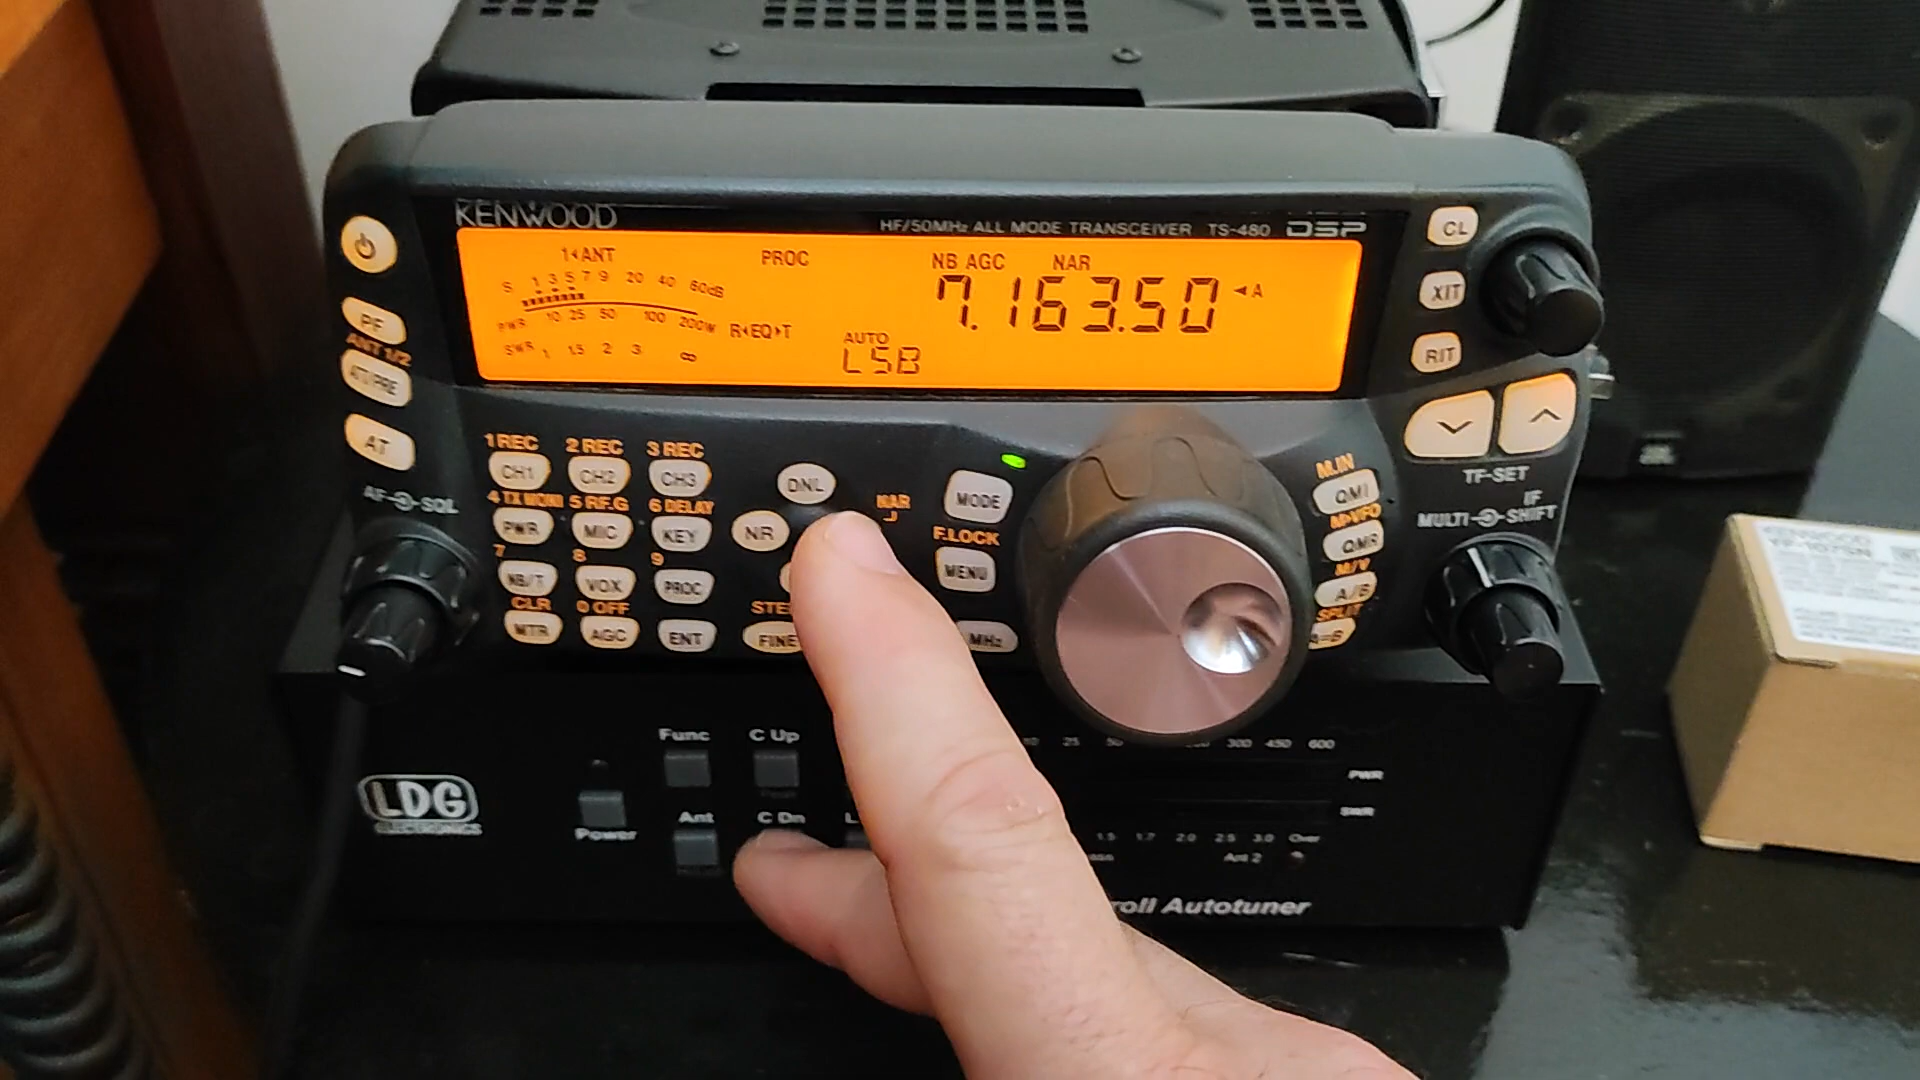 KENWOOD
HF/50MHz ALL MODE TRANSCEIVER TS-480 DSP
1◄ANT PROC NB AGC NAR
S 1 3 5 7 9 20 40 60dB
7.163.50 ◄A
PWR 10 25 50 100 200W
R◄EQ►T
AUTO
SWR 1 1.5 2 3 ∞
LSB
PF
ANT 1/2
AT/PRE
AT
AF SQL
CL
XIT
RIT
TF-SET
1 REC 2 REC 3 REC
CH1 CH2 CH3
4 TX MONI 5 RF.G 6 DELAY
PWR MIC KEY
7 8 9
NB/T VOX PROC
CLR 0 OFF
MTR AGC ENT
DNL
NR
NAR
FINE
MODE
F.LOCK
MENU
MHz
M.IN
QMI
M>VFO
QMR
M/V
A/B
SPLIT
A=B
IF
MULTI SHIFT
Func C Up
LDG
ELECTRONICS
Power
Ant C Dn L
25 300 450 600
PWR
SWR
1.5 1.7 2.0 2.5 3.0 Over
Ant 2
roll Autotuner